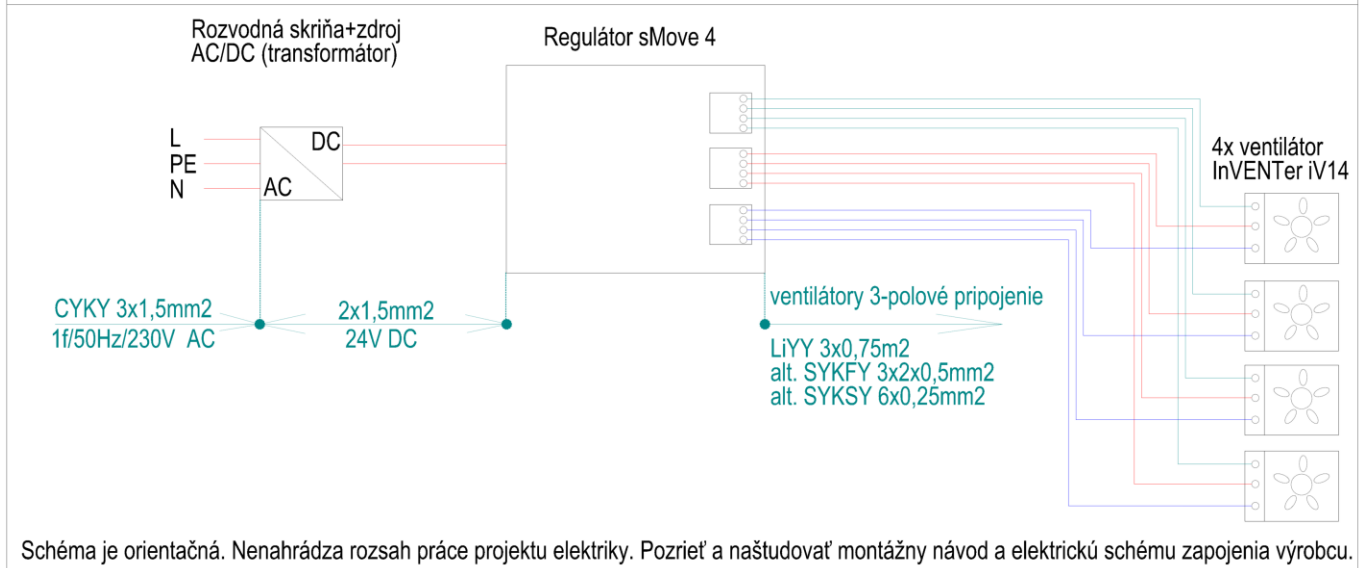 Rozvodná skriňa+zdroj
AC/DC (transformátor)
Regulátor sMove 4
L
PE
N
DC
AC
4x ventilátor
InVENTer iV14
CYKY 3x1,5mm2
1f/50Hz/230V AC
2x1,5mm2
24V DC
ventilátory 3-polové pripojenie
LiYY 3x0,75m2
alt. SYKFY 3x2x0,5mm2
alt. SYKSY 6x0,25mm2
Schéma je orientačná. Nenahrádza rozsah práce projektu elektriky. Pozrieť a naštudovať montážny návod a elektrickú schému zapojenia výrobcu.